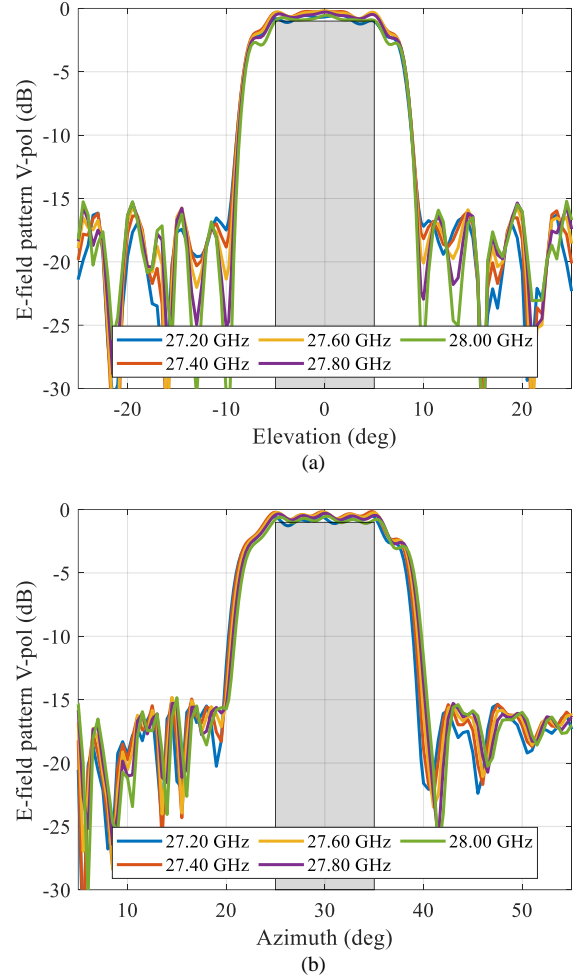 0
-5
-10
-15
-20
-25
-30
E-field pattern V-pol (dB)
27.20 GHz 27.60 GHz 28.00 GHz
27.40 GHz 27.80 GHz
-20 -10 0 10 20
Elevation (deg)
(a)
0
-5
-10
-15
-20
-25
-30
E-field pattern V-pol (dB)
27.20 GHz 27.60 GHz 28.00 GHz
27.40 GHz 27.80 GHz
10 20 30 40 50
Azimuth (deg)
(b)